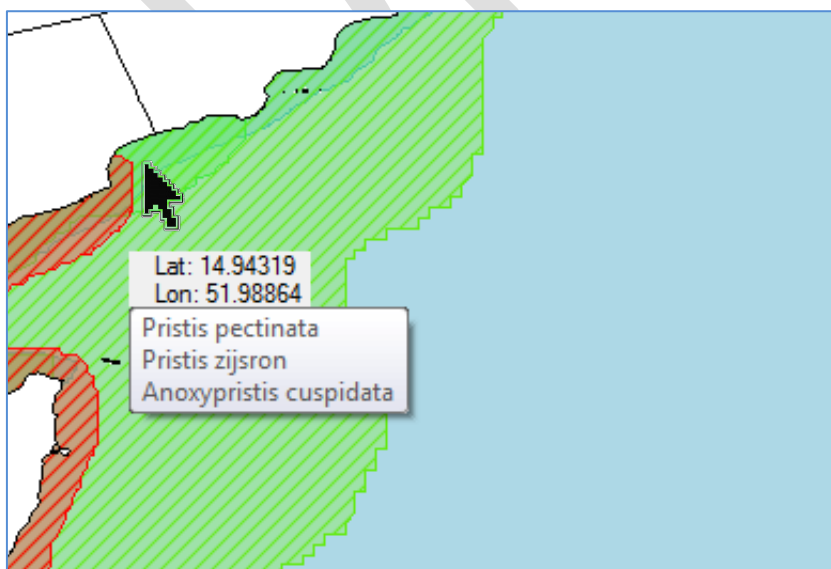 Lat: 14.94319
Lon: 51.98864
Pristis pectinata
Pristis zijsron
Anoxypristis cuspidata